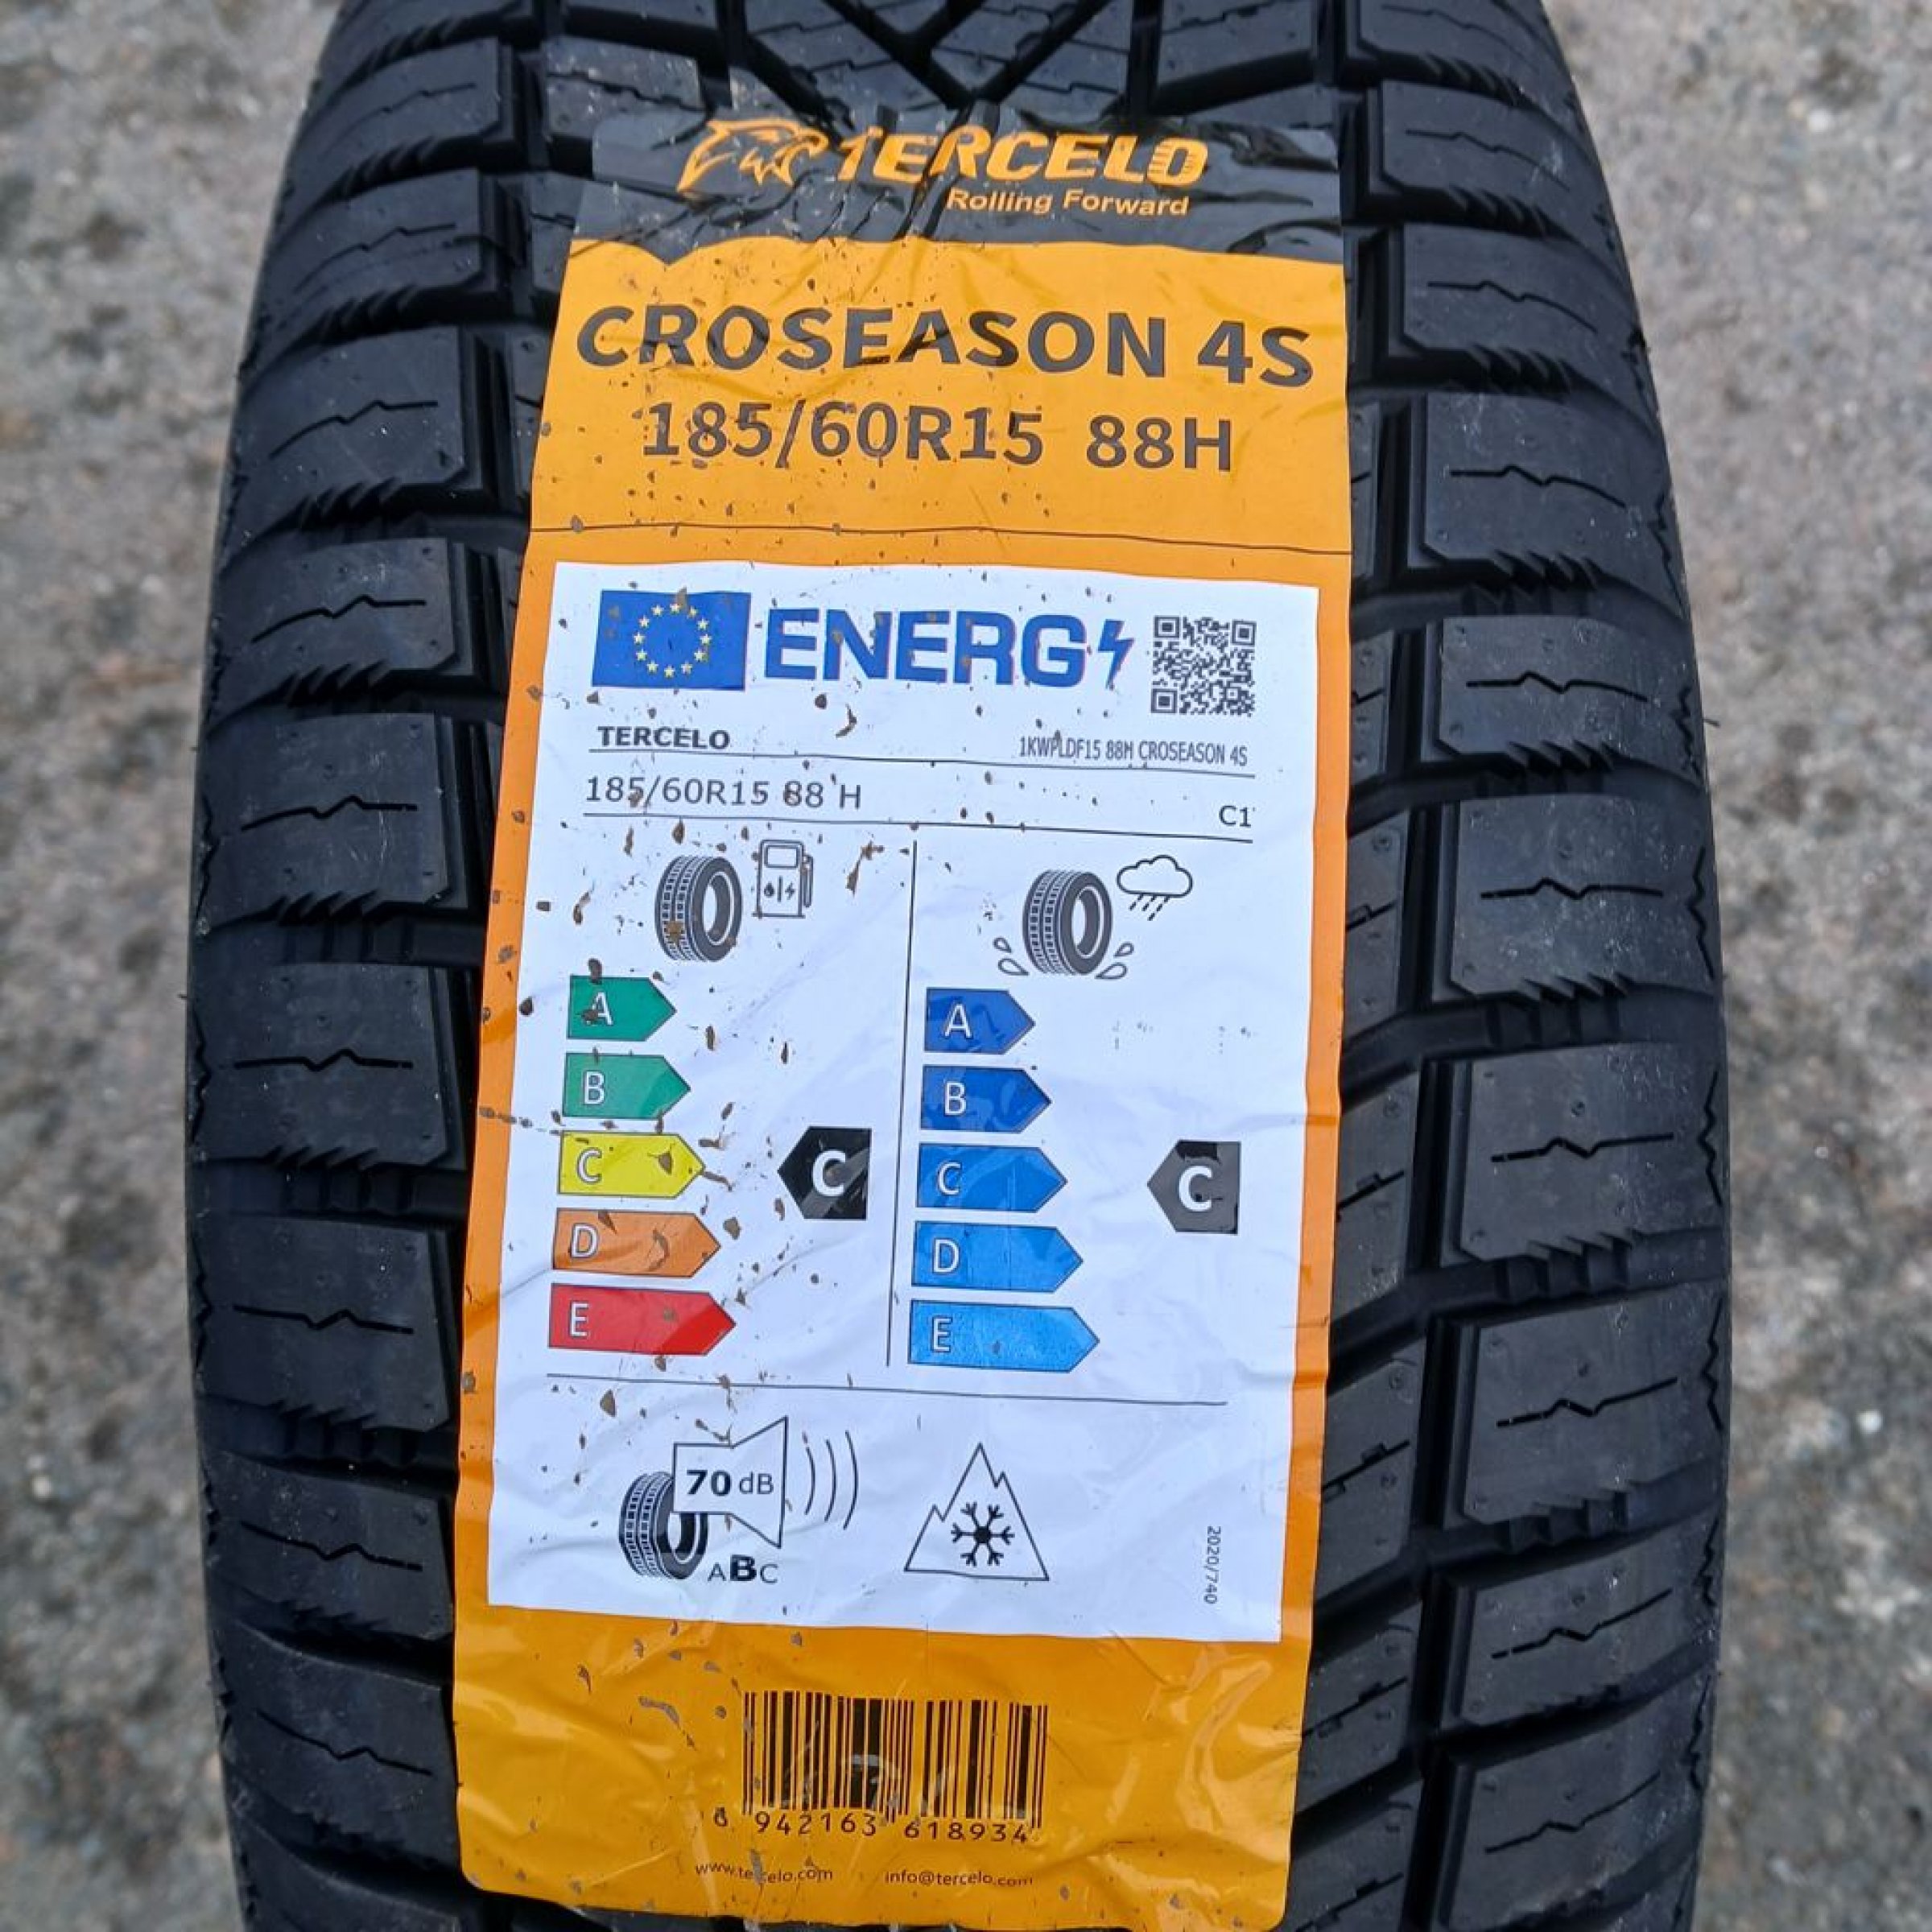 TERCELO
Rolling Forward
CROSEASON 4S
185/60R15 88H
ENERG
TERCELO 1KWPLDF15 88H CROSEASON 4S
185/60R15 88 H C1
A A
B B
C C C C
D D
E E
70 dB
ABC
2020/740
6 942163 618934
www.tercelo.com info@tercelo.com